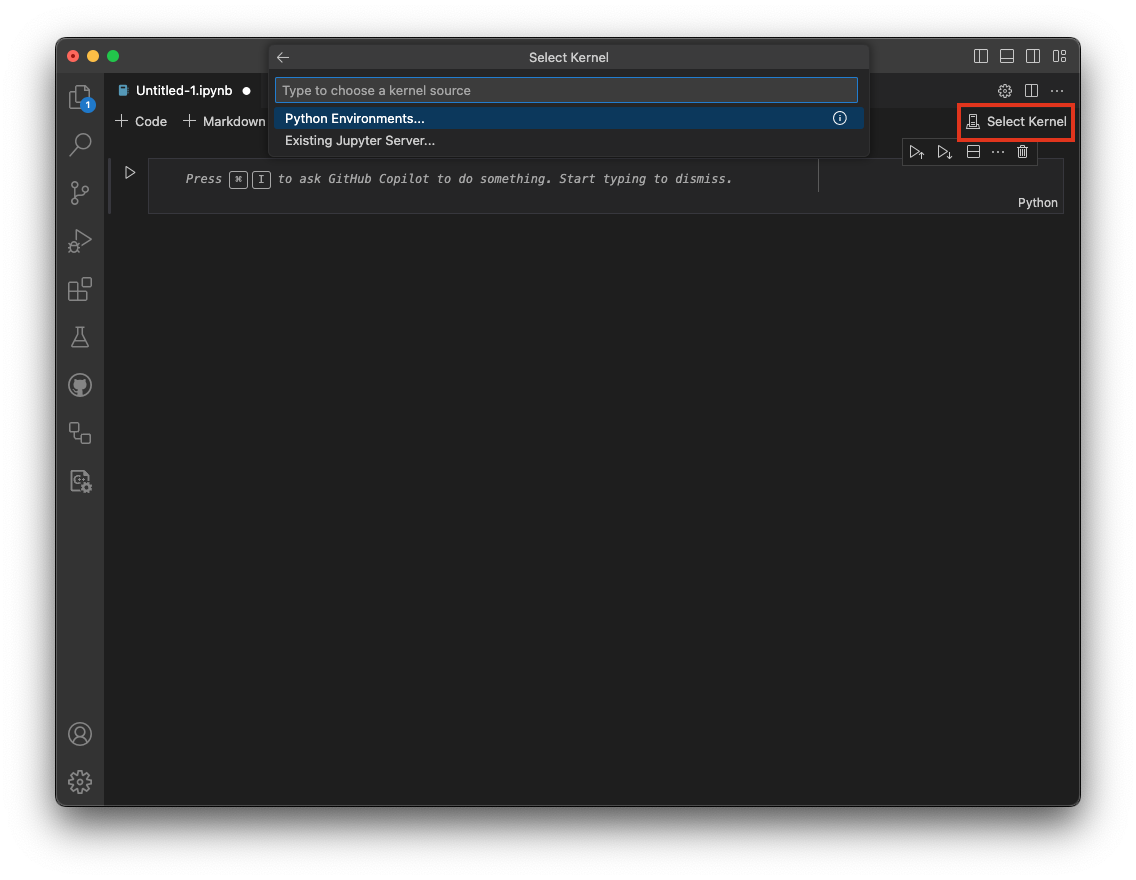 Select Kernel
Type to choose a kernel source
Python Environments...
Existing Jupyter Server...
1
Untitled-1.ipynb
Code
Markdown
Select Kernel
Press ⌘ I to ask GitHub Copilot to do something. Start typing to dismiss.
Python
C++